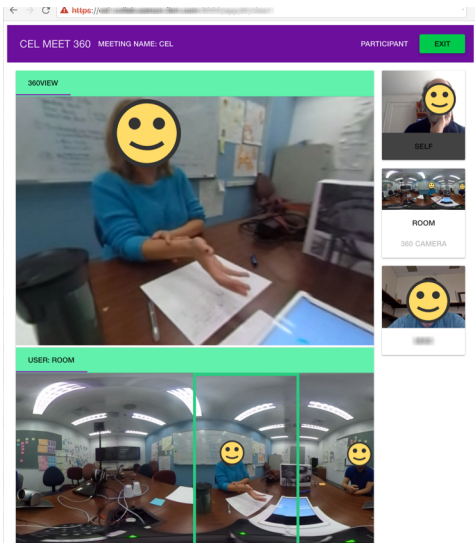 https://
CEL MEET 360 MEETING NAME: CEL PARTICIPANT EXIT
360VIEW
SELF
ROOM
360 CAMERA
USER: ROOM